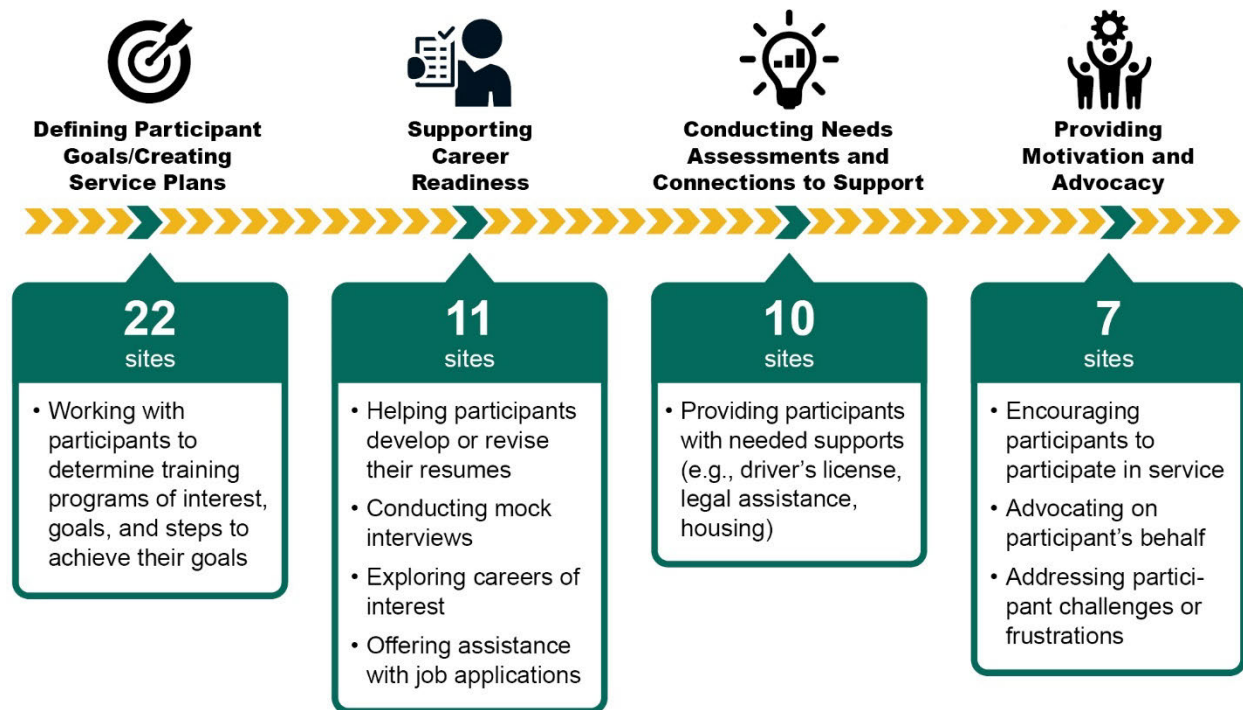 Defining Participant
Goals/Creating
Service Plans
Supporting
Career
Readiness
Conducting Needs
Assessments and
Connections to Support
Providing
Motivation and
Advocacy
22
sites
• Working with
participants to
determine training
programs of interest,
goals, and steps to
achieve their goals
11
sites
• Helping participants
develop or revise
their resumes
• Conducting mock
interviews
• Exploring careers of
interest
• Offering assistance
with job applications
10
sites
• Providing participants
with needed supports
(e.g., driver’s license,
legal assistance,
housing)
7
sites
• Encouraging
participants to
participate in service
• Advocating on
participant’s behalf
• Addressing partici-
pant challenges or
frustrations